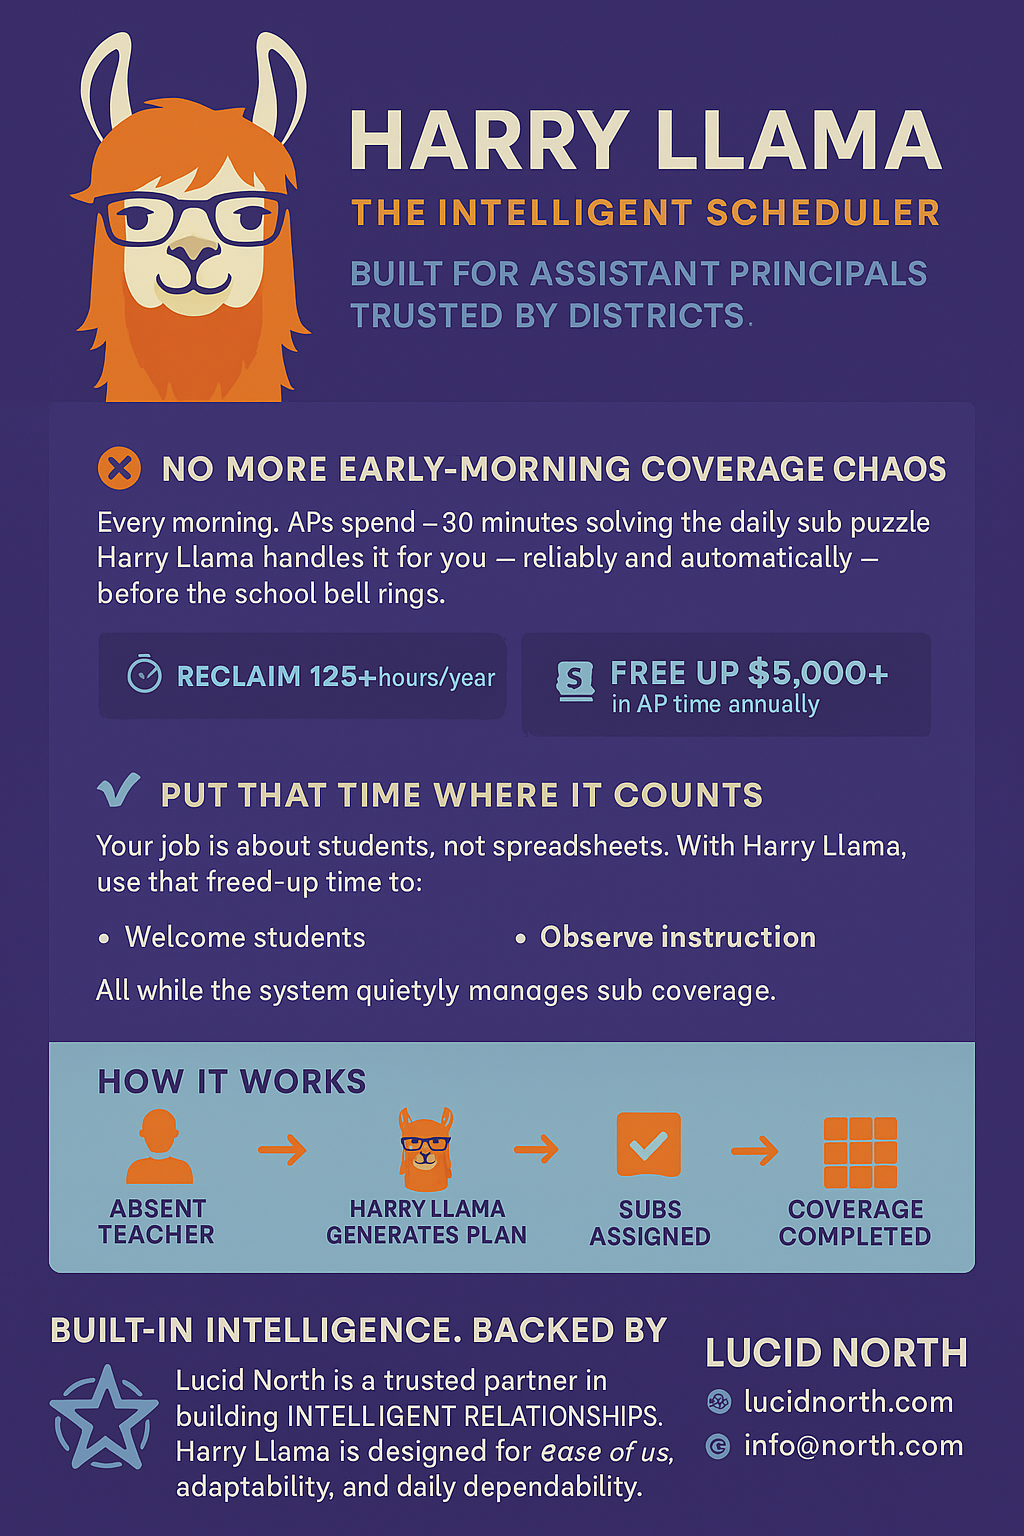 HARRY LLAMA
THE INTELLIGENT SCHEDULER
BUILT FOR ASSISTANT PRINCIPALS
TRUSTED BY DISTRICTS.
NO MORE EARLY-MORNING COVERAGE CHAOS
Every morning. APs spend –30 minutes solving the daily sub puzzle
Harry Llama handles it for you — reliably and automatically —
before the school bell rings.
RECLAIM 125+hours/year
S
FREE UP $5,000+
in AP time annually
PUT THAT TIME WHERE IT COUNTS
Your job is about students, not spreadsheets. With Harry Llama,
use that freed-up time to:
• Welcome students
• Observe instruction
All while the system quietyly manages sub coverage.
HOW IT WORKS
ABSENT
TEACHER
HARRY LLAMA
GENERATES PLAN
SUBS
ASSIGNED
COVERAGE
COMPLETED
BUILT-IN INTELLIGENCE. BACKED BY
Lucid North is a trusted partner in
building INTELLIGENT RELATIONSHIPS.
Harry Llama is designed for ease of us,
adaptability, and daily dependability.
LUCID NORTH
lucidnorth.com
info@north.com